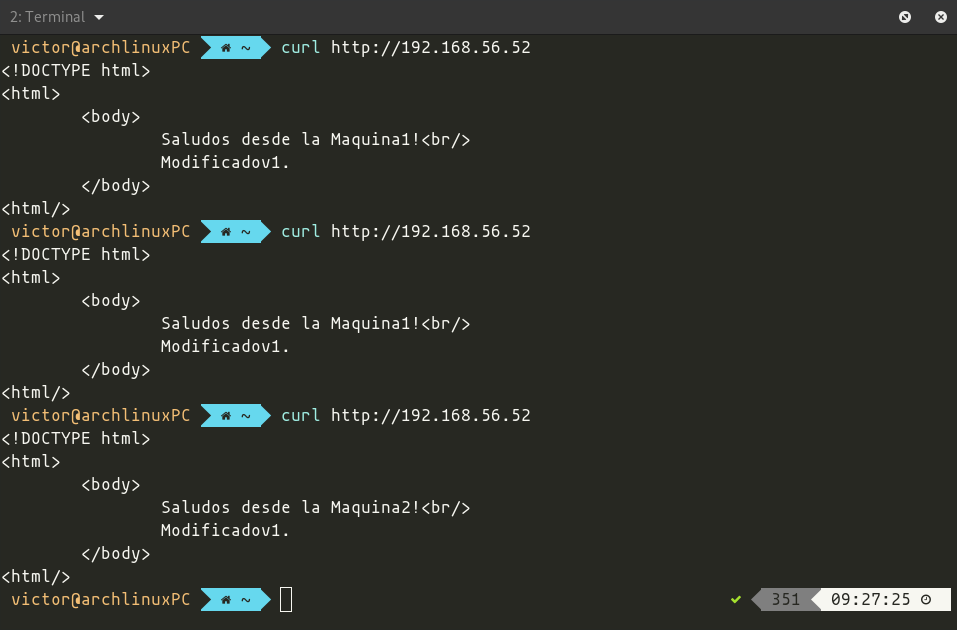 2: Terminal
victor@archlinuxPC ~ curl http://192.168.56.52
<!DOCTYPE html>
<html>
        <body>
                Saludos desde la Maquina1!<br/>
                Modificadov1.
        </body>
<html/>
victor@archlinuxPC ~ curl http://192.168.56.52
<!DOCTYPE html>
<html>
        <body>
                Saludos desde la Maquina1!<br/>
                Modificadov1.
        </body>
<html/>
victor@archlinuxPC ~ curl http://192.168.56.52
<!DOCTYPE html>
<html>
        <body>
                Saludos desde la Maquina2!<br/>
                Modificadov1.
        </body>
<html/>
victor@archlinuxPC ~ ✔ 351 09:27:25